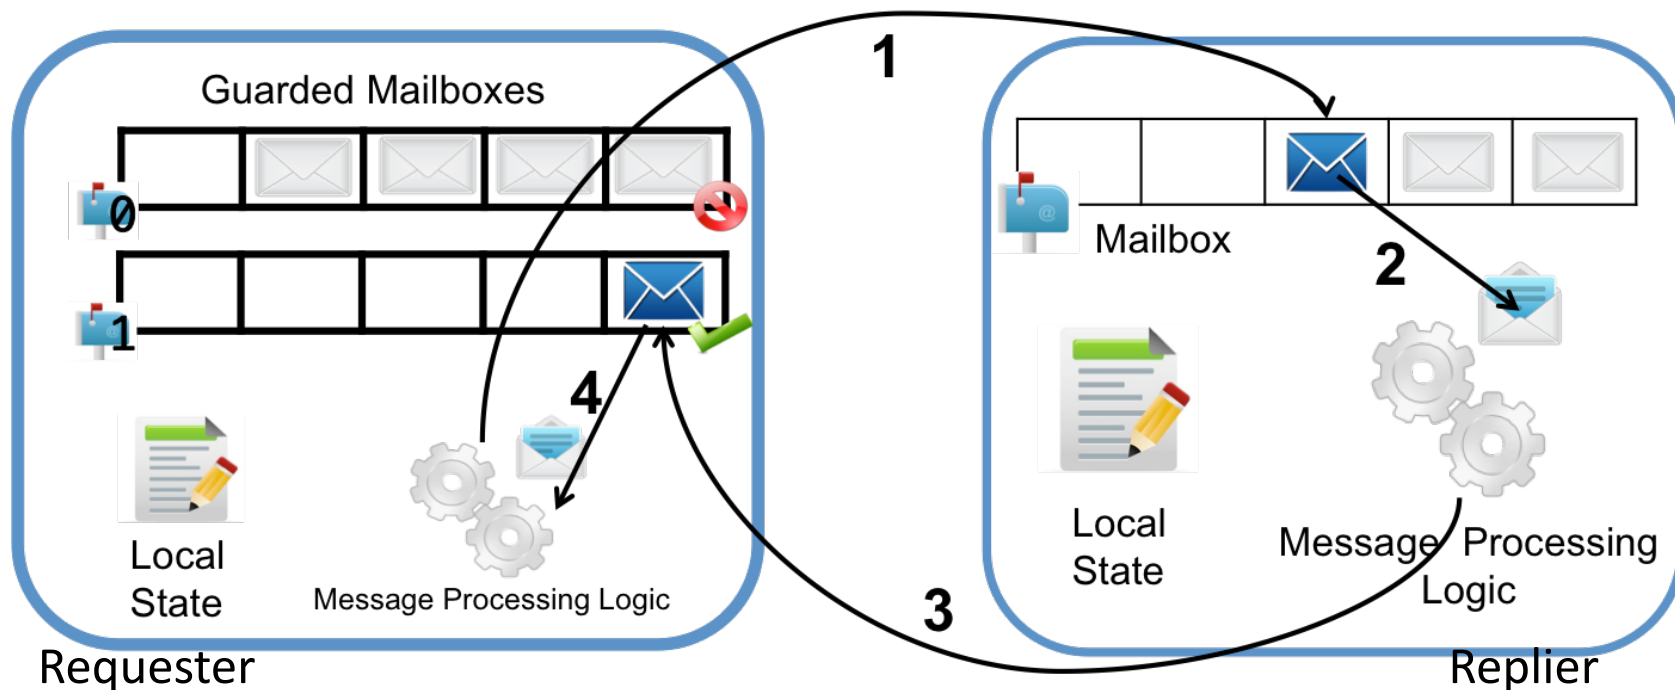 1
Guarded Mailboxes
0
@
Mailbox
2
1
4
Local
State
Message Processing Logic
Local
State
Message Processing
Logic
3
Requester
Replier